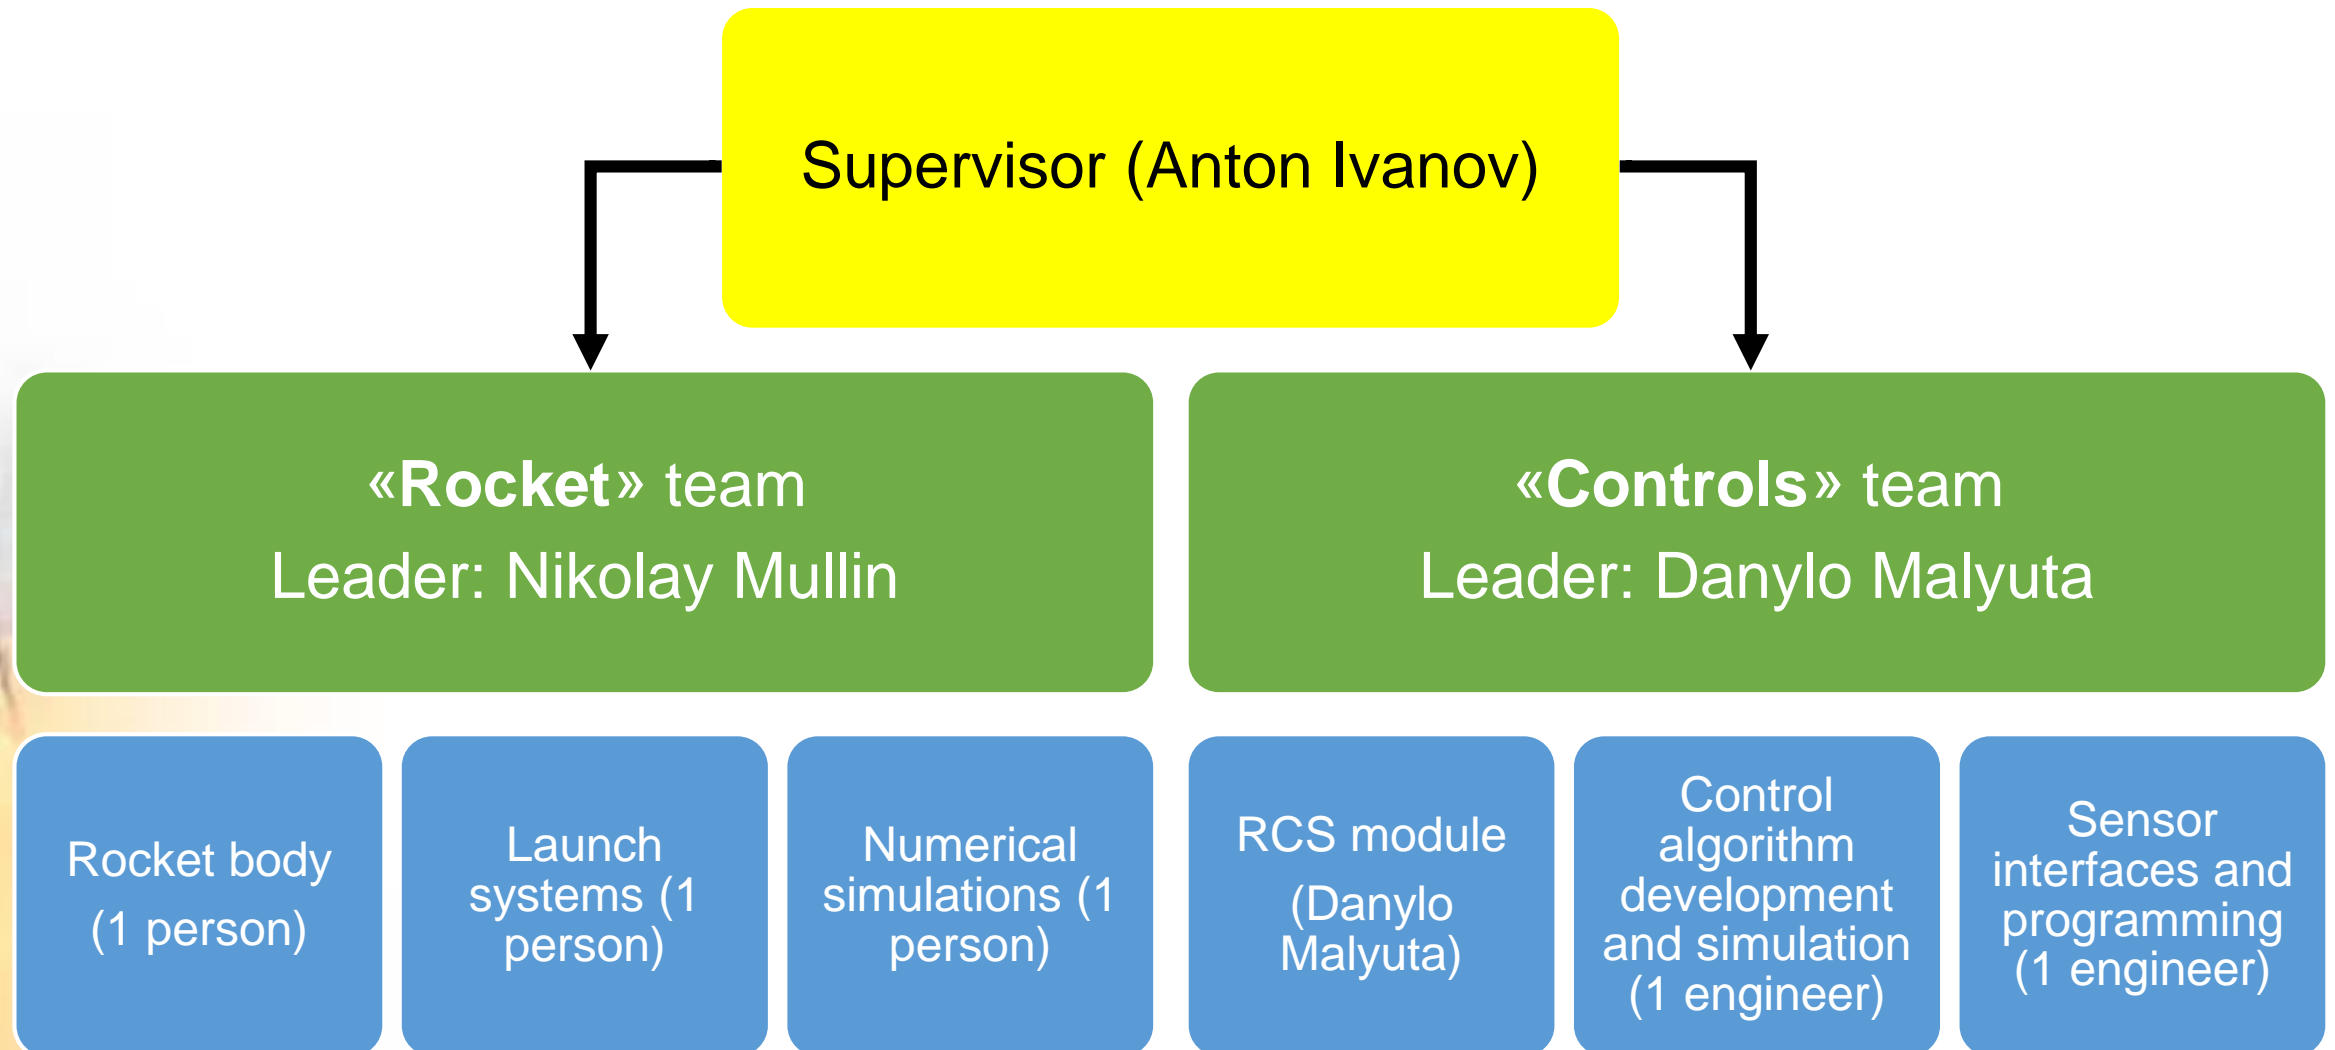 Supervisor (Anton Ivanov)
«Rocket» team
Leader: Nikolay Mullin
«Controls» team
Leader: Danylo Malyuta
Rocket body
(1 person)
Launch
systems (1
person)
Numerical
simulations (1
person)
RCS module
(Danylo
Malyuta)
Control
algorithm
development
and simulation
(1 engineer)
Sensor
interfaces and
programming
(1 engineer)